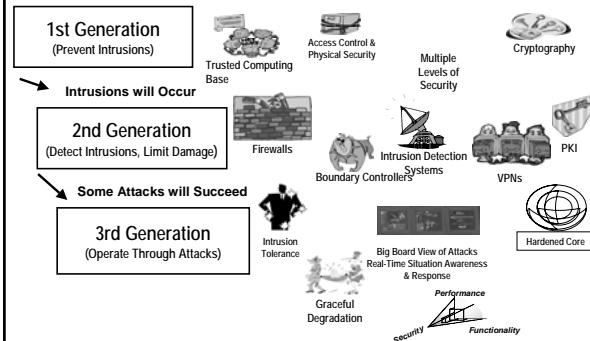 1st Generation
(Prevent Intrusions)
Trusted Computing
Base
Access Control &
Physical Security
Multiple
Levels of
Security
Cryptography
Intrusions will Occur
2nd Generation
(Detect Intrusions, Limit Damage)
Firewalls
Boundary Controllers
Intrusion Detection
Systems
VPNs
PKI
Some Attacks will Succeed
3rd Generation
(Operate Through Attacks)
Intrusion
Tolerance
Big Board View of Attacks
Real-Time Situation Awareness
& Response
Hardened Core
Graceful
Degradation
Performance
Security
Functionality